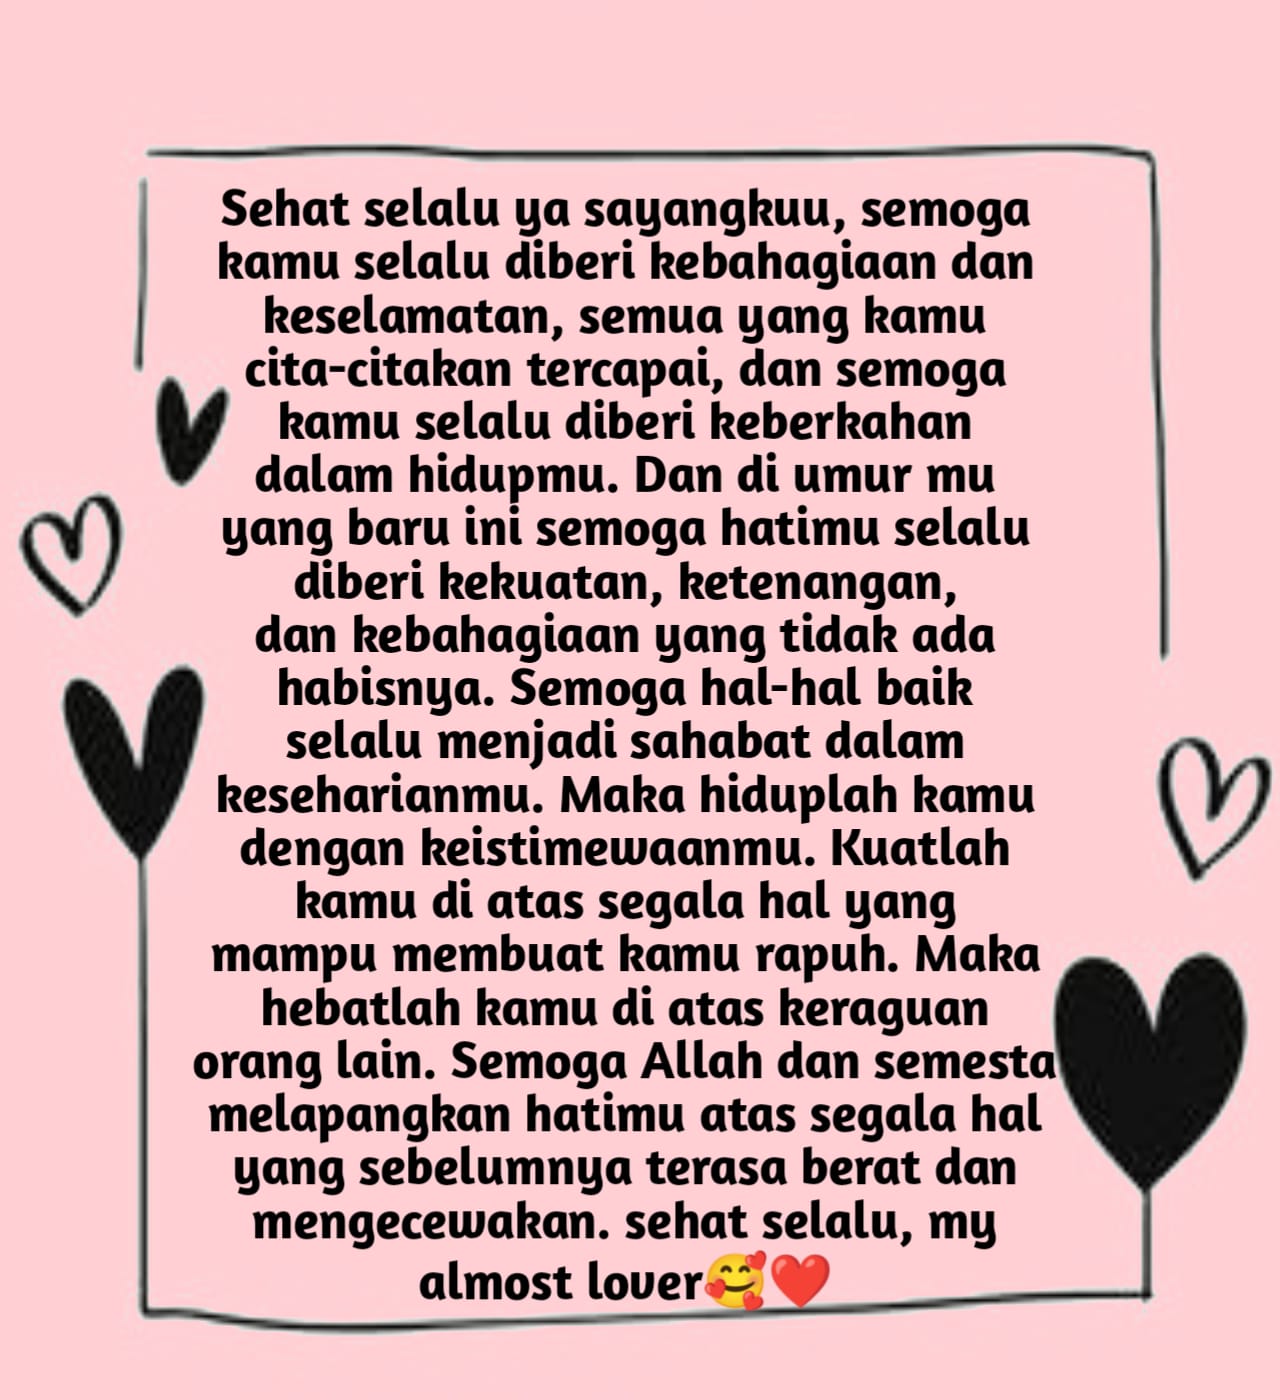 Sehat selalu ya sayangkuu, semoga
kamu selalu diberi kebahagiaan dan
keselamatan, semua yang kamu
cita-citakan tercapai, dan semoga
kamu selalu diberi keberkahan
dalam hidupmu. Dan di umur mu
yang baru ini semoga hatimu selalu
diberi kekuatan, ketenangan,
dan kebahagiaan yang tidak ada
habisnya. Semoga hal-hal baik
selalu menjadi sahabat dalam
keseharianmu. Maka hiduplah kamu
dengan keistimewaanmu. Kuatlah
kamu di atas segala hal yang
mampu membuat kamu rapuh. Maka
hebatlah kamu di atas keraguan
orang lain. Semoga Allah dan semesta
melapangkan hatimu atas segala hal
yang sebelumnya terasa berat dan
mengecewakan. sehat selalu, my
almost lover🥰❤️